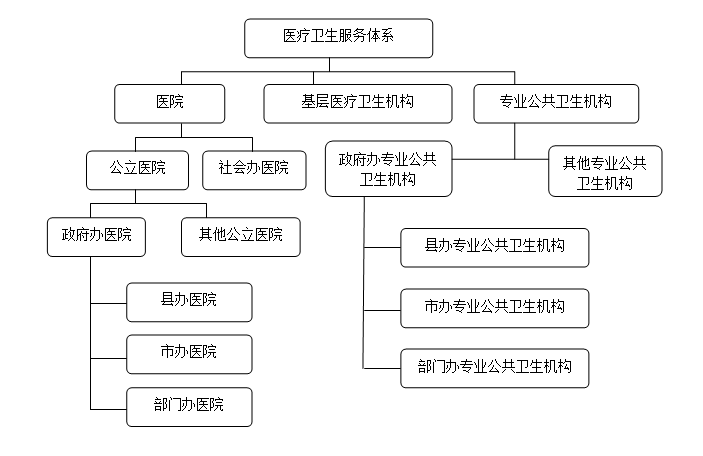 医疗卫生服务体系
医院
基层医疗卫生机构
专业公共卫生机构
公立医院
社会办医院
政府办专业公共
卫生机构
其他专业公共
卫生机构
政府办医院
其他公立医院
县办专业公共卫生机构
县办医院
市办专业公共卫生机构
市办医院
部门办专业公共卫生机构
部门办医院